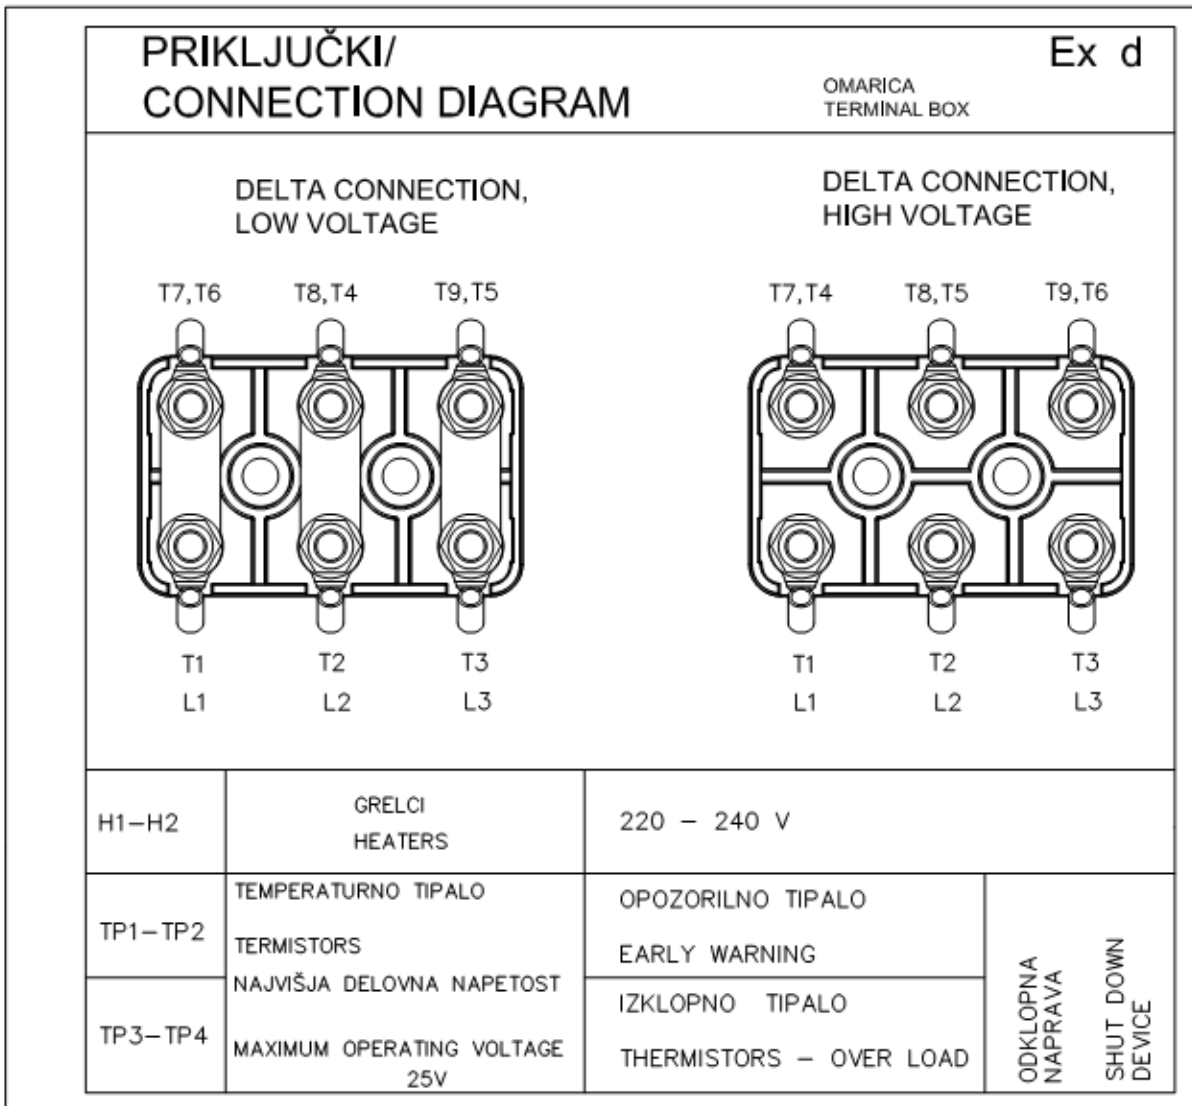 PRIKLJUČKI/
CONNECTION DIAGRAM
Ex d
OMARICA
TERMINAL BOX
DELTA CONNECTION,
LOW VOLTAGE
DELTA CONNECTION,
HIGH VOLTAGE
T7,T6 T8,T4 T9,T5
T7,T4 T8,T5 T9,T6
T1 T2 T3
L1 L2 L3
T1 T2 T3
L1 L2 L3
H1-H2
GRELCI
HEATERS
220 - 240 V
TP1-TP2
TEMPERATURNO TIPALO
TERMISTORS
OPOZORILNO TIPALO
EARLY WARNING
TP3-TP4
NAJVIŠJA DELOVNA NAPETOST
MAXIMUM OPERATING VOLTAGE
25V
IZKLOPNO TIPALO
THERMISTORS - OVER LOAD
ODKLOPNA
NAPRAVA
SHUT DOWN
DEVICE